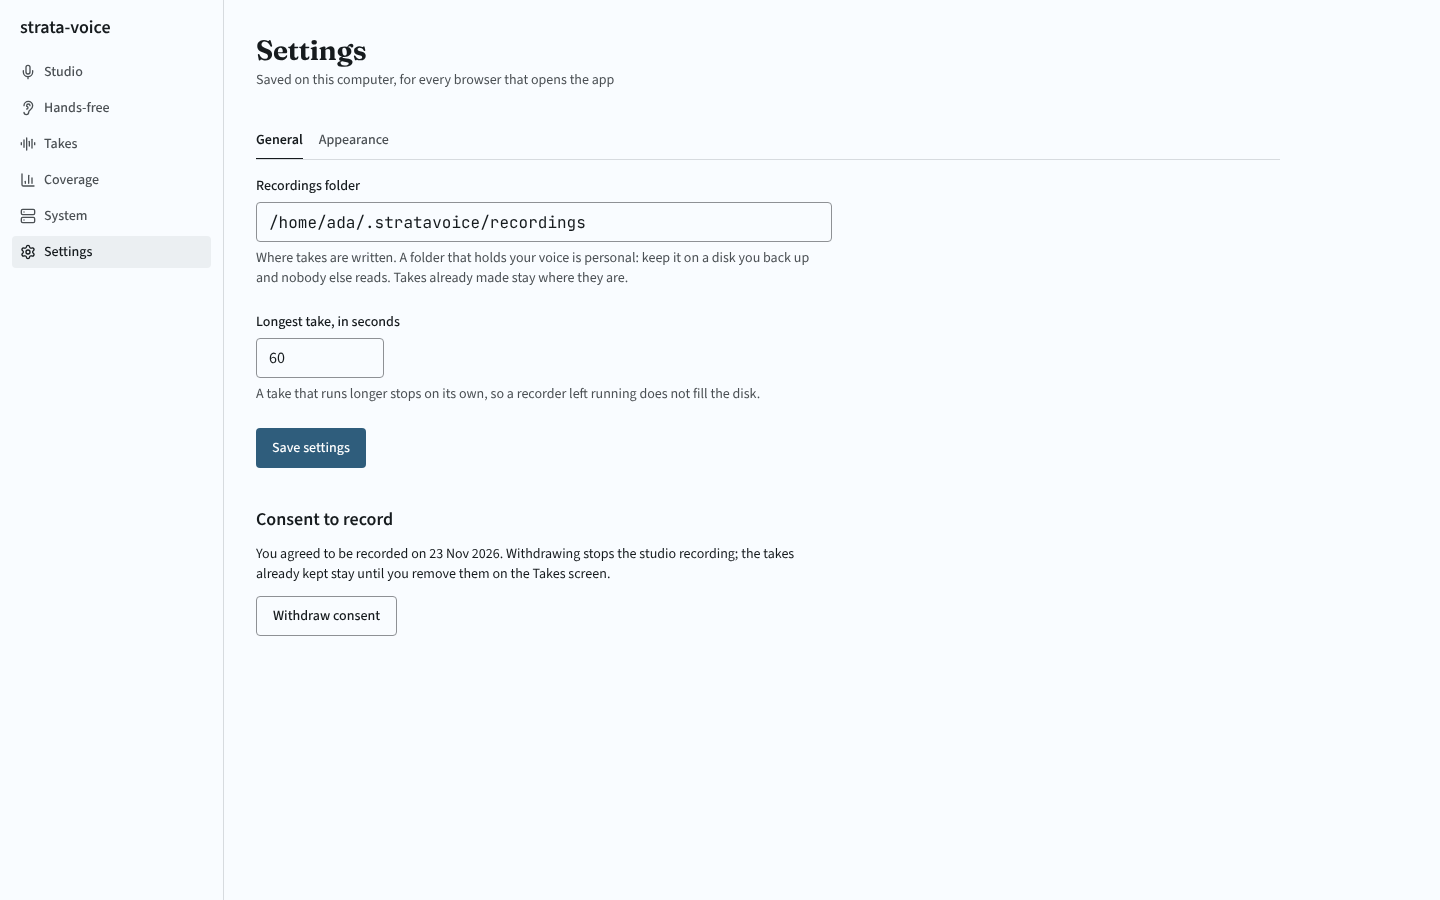 strata-voice
Studio
Hands-free
Takes
Coverage
System
Settings
Settings
Saved on this computer, for every browser that opens the app
General
Appearance
Recordings folder
/home/ada/.stratavoice/recordings
Where takes are written. A folder that holds your voice is personal: keep it on a disk you back up
and nobody else reads. Takes already made stay where they are.
Longest take, in seconds
60
A take that runs longer stops on its own, so a recorder left running does not fill the disk.
Save settings
Consent to record
You agreed to be recorded on 23 Nov 2026. Withdrawing stops the studio recording; the takes
already kept stay until you remove them on the Takes screen.
Withdraw consent